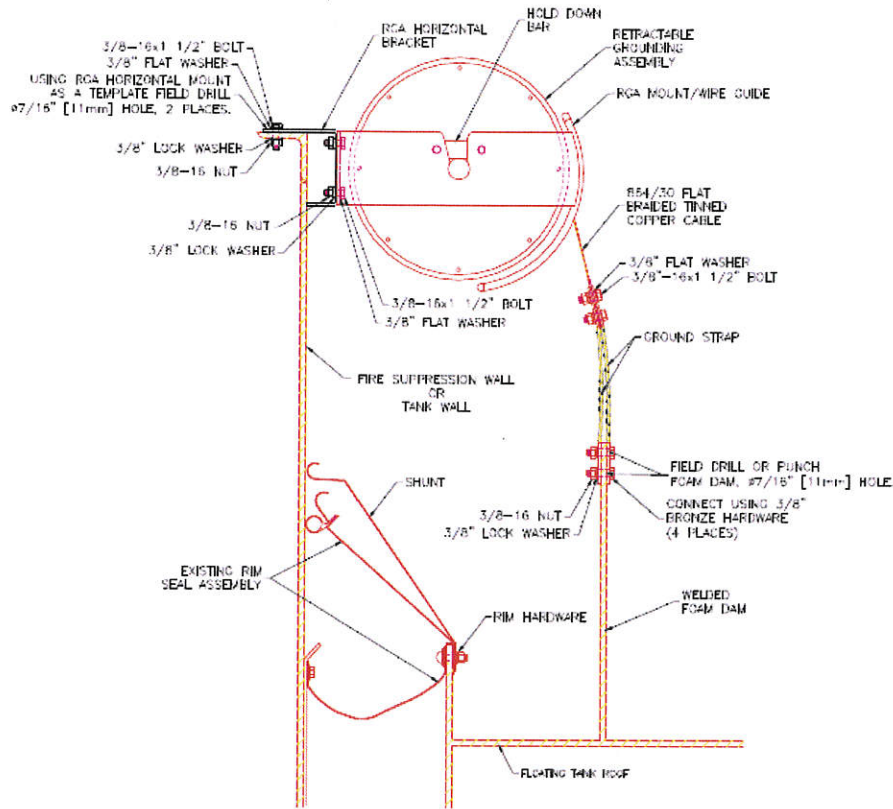 3/8-16x1 1/2" BOLT
3/8" FLAT WASHER
USING RGA HORIZONTAL MOUNT
AS A TEMPLATE FIELD DRILL
ø7/16" [11mm] HOLE, 2 PLACES.
3/8" LOCK WASHER
3/8-16 NUT
RGA HORIZONTAL
BRACKET
HOLD DOWN
BAR
RETRACTABLE
GROUNDING
ASSEMBLY
RGA MOUNT/WIRE GUIDE
864/30 FLAT
BRAIDED TINNED
COPPER CABLE
3/8-16 NUT
3/8" LOCK WASHER
3/8" FLAT WASHER
3/8"-16x1 1/2" BOLT
3/8-16x1 1/2" BOLT
3/8" FLAT WASHER
GROUND STRAP
FIRE SUPPRESSION WALL
OR
TANK WALL
SHUNT
FIELD DRILL OR PUNCH
FOAM DAM, ø7/16" [11mm] HOLE
3/8-16 NUT
3/8" LOCK WASHER
CONNECT USING 3/8"
BRONZE HARDWARE
(4 PLACES)
EXISTING RIM
SEAL ASSEMBLY
RIM HARDWARE
WELDED
FOAM DAM
FLOATING TANK ROOF